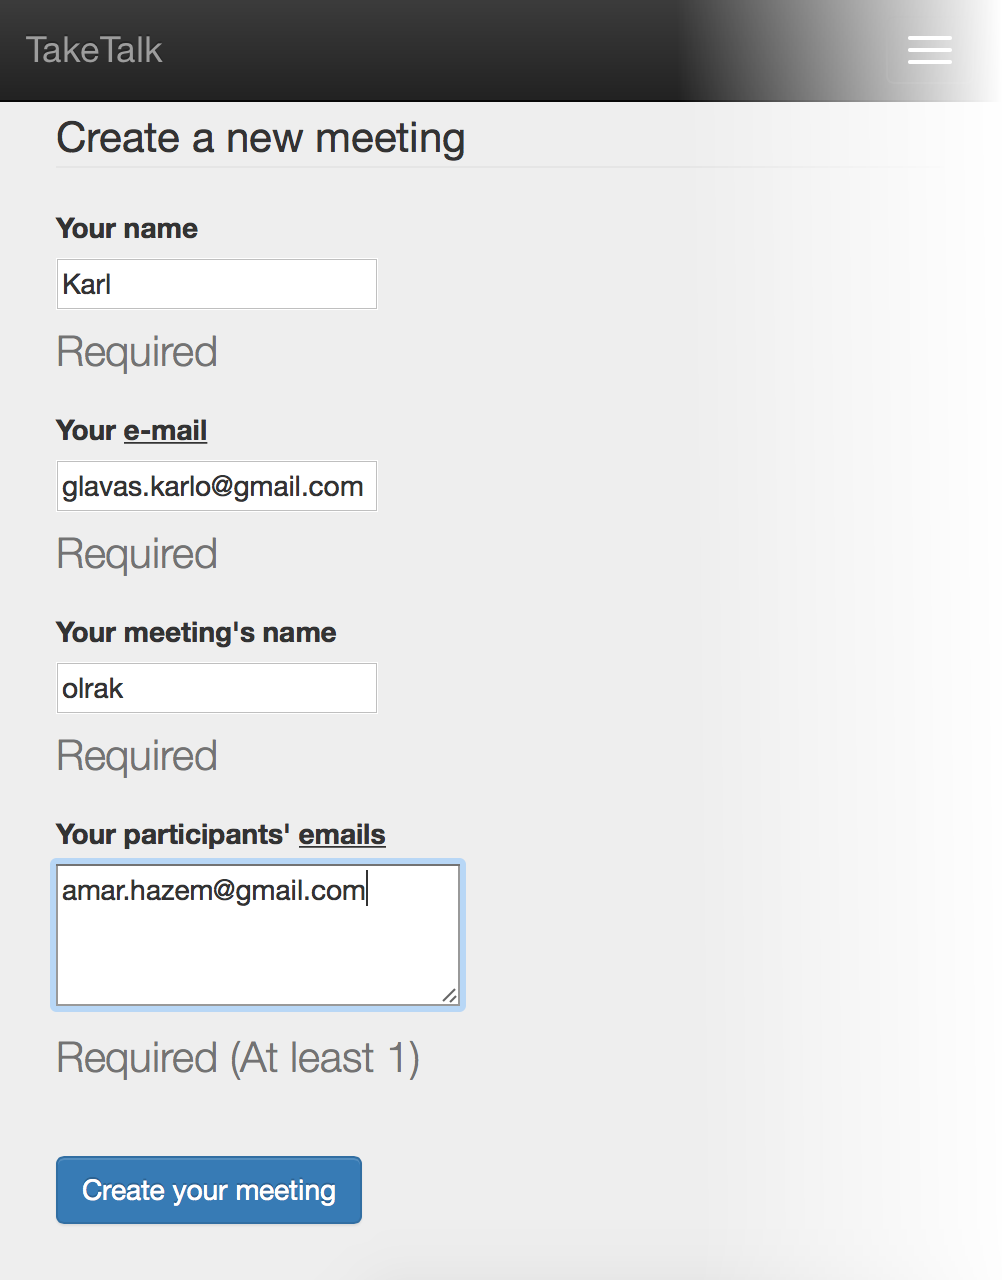 TakeTalk
Create a new meeting
Your name
Karl
Required
Your e-mail
glavas.karlo@gmail.com
Required
Your meeting's name
olrak
Required
Your participants' emails
amar.hazem@gmail.com
Required (At least 1)
Create your meeting